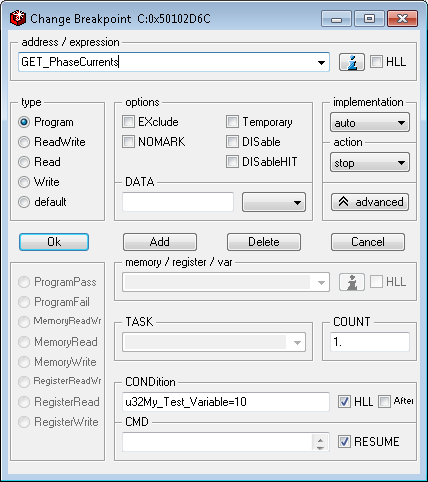 Change Breakpoint C:0x50102D6C
address / expression
GET_PhaseCurrents
HLL
type
Program
ReadWrite
Read
Write
default
options
EXclude
NOMARK
Temporary
DISable
DISableHIT
DATA
implementation
auto
action
stop
advanced
Ok
Add
Delete
Cancel
ProgramPass
ProgramFail
MemoryReadWr
MemoryRead
MemoryWrite
RegisterReadWr
RegisterRead
RegisterWrite
memory / register / var
HLL
TASK
COUNT
1.
CONDition
u32My_Test_Variable=10
HLL
After
CMD
RESUME